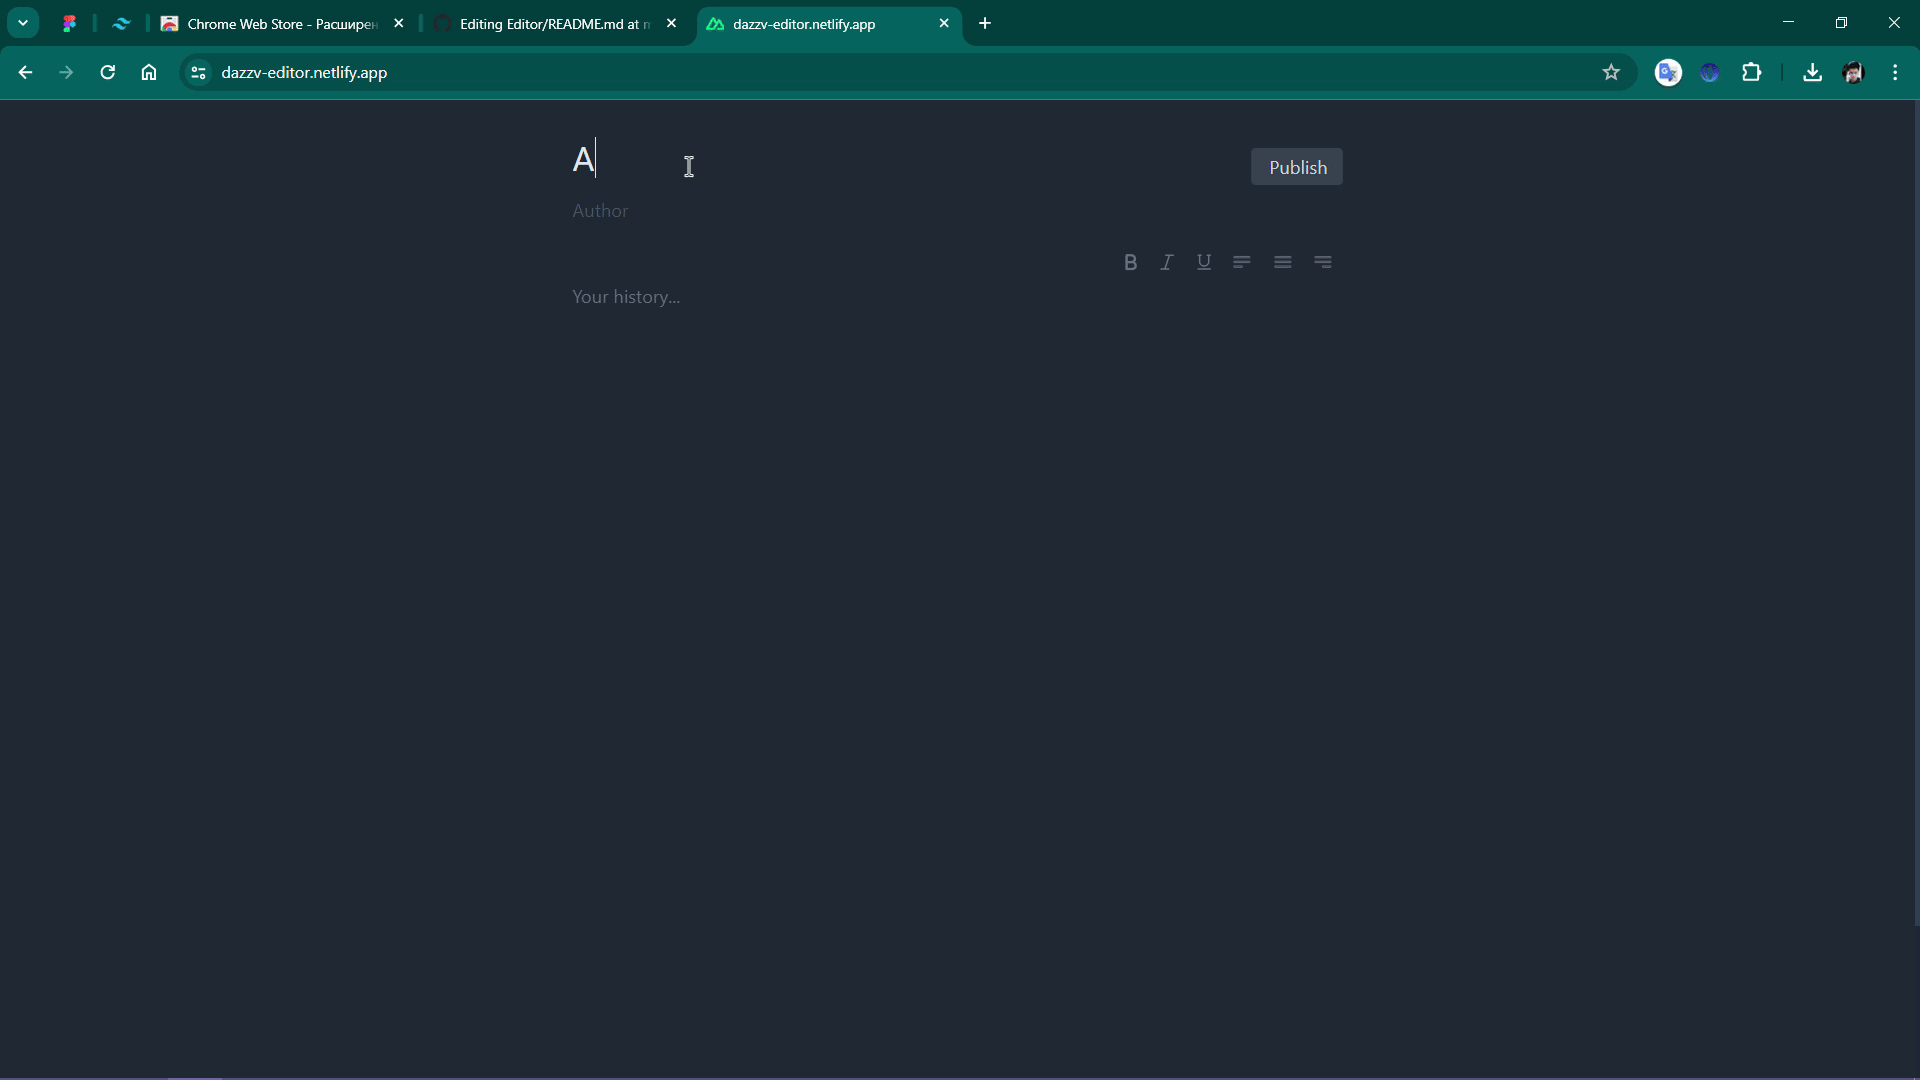 Chrome Web Store - Расширен
Editing Editor/README.md at m
dazzv-editor.netlify.app
dazzv-editor.netlify.app
A
Publish
Author
B I U
Your history...